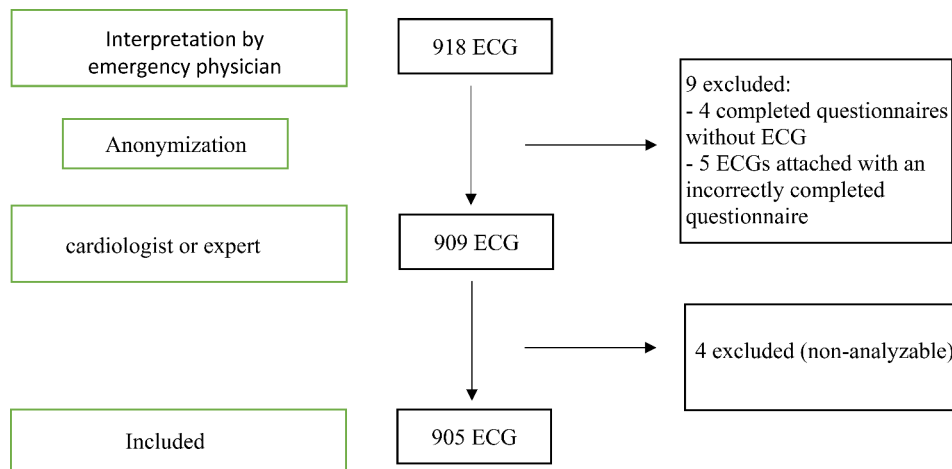 Interpretation by
emergency physician
918 ECG
9 excluded:
- 4 completed questionnaires
without ECG
- 5 ECGs attached with an
incorrectly completed
questionnaire
Anonymization
cardiologist or expert
909 ECG
4 excluded (non-analyzable)
Included
905 ECG